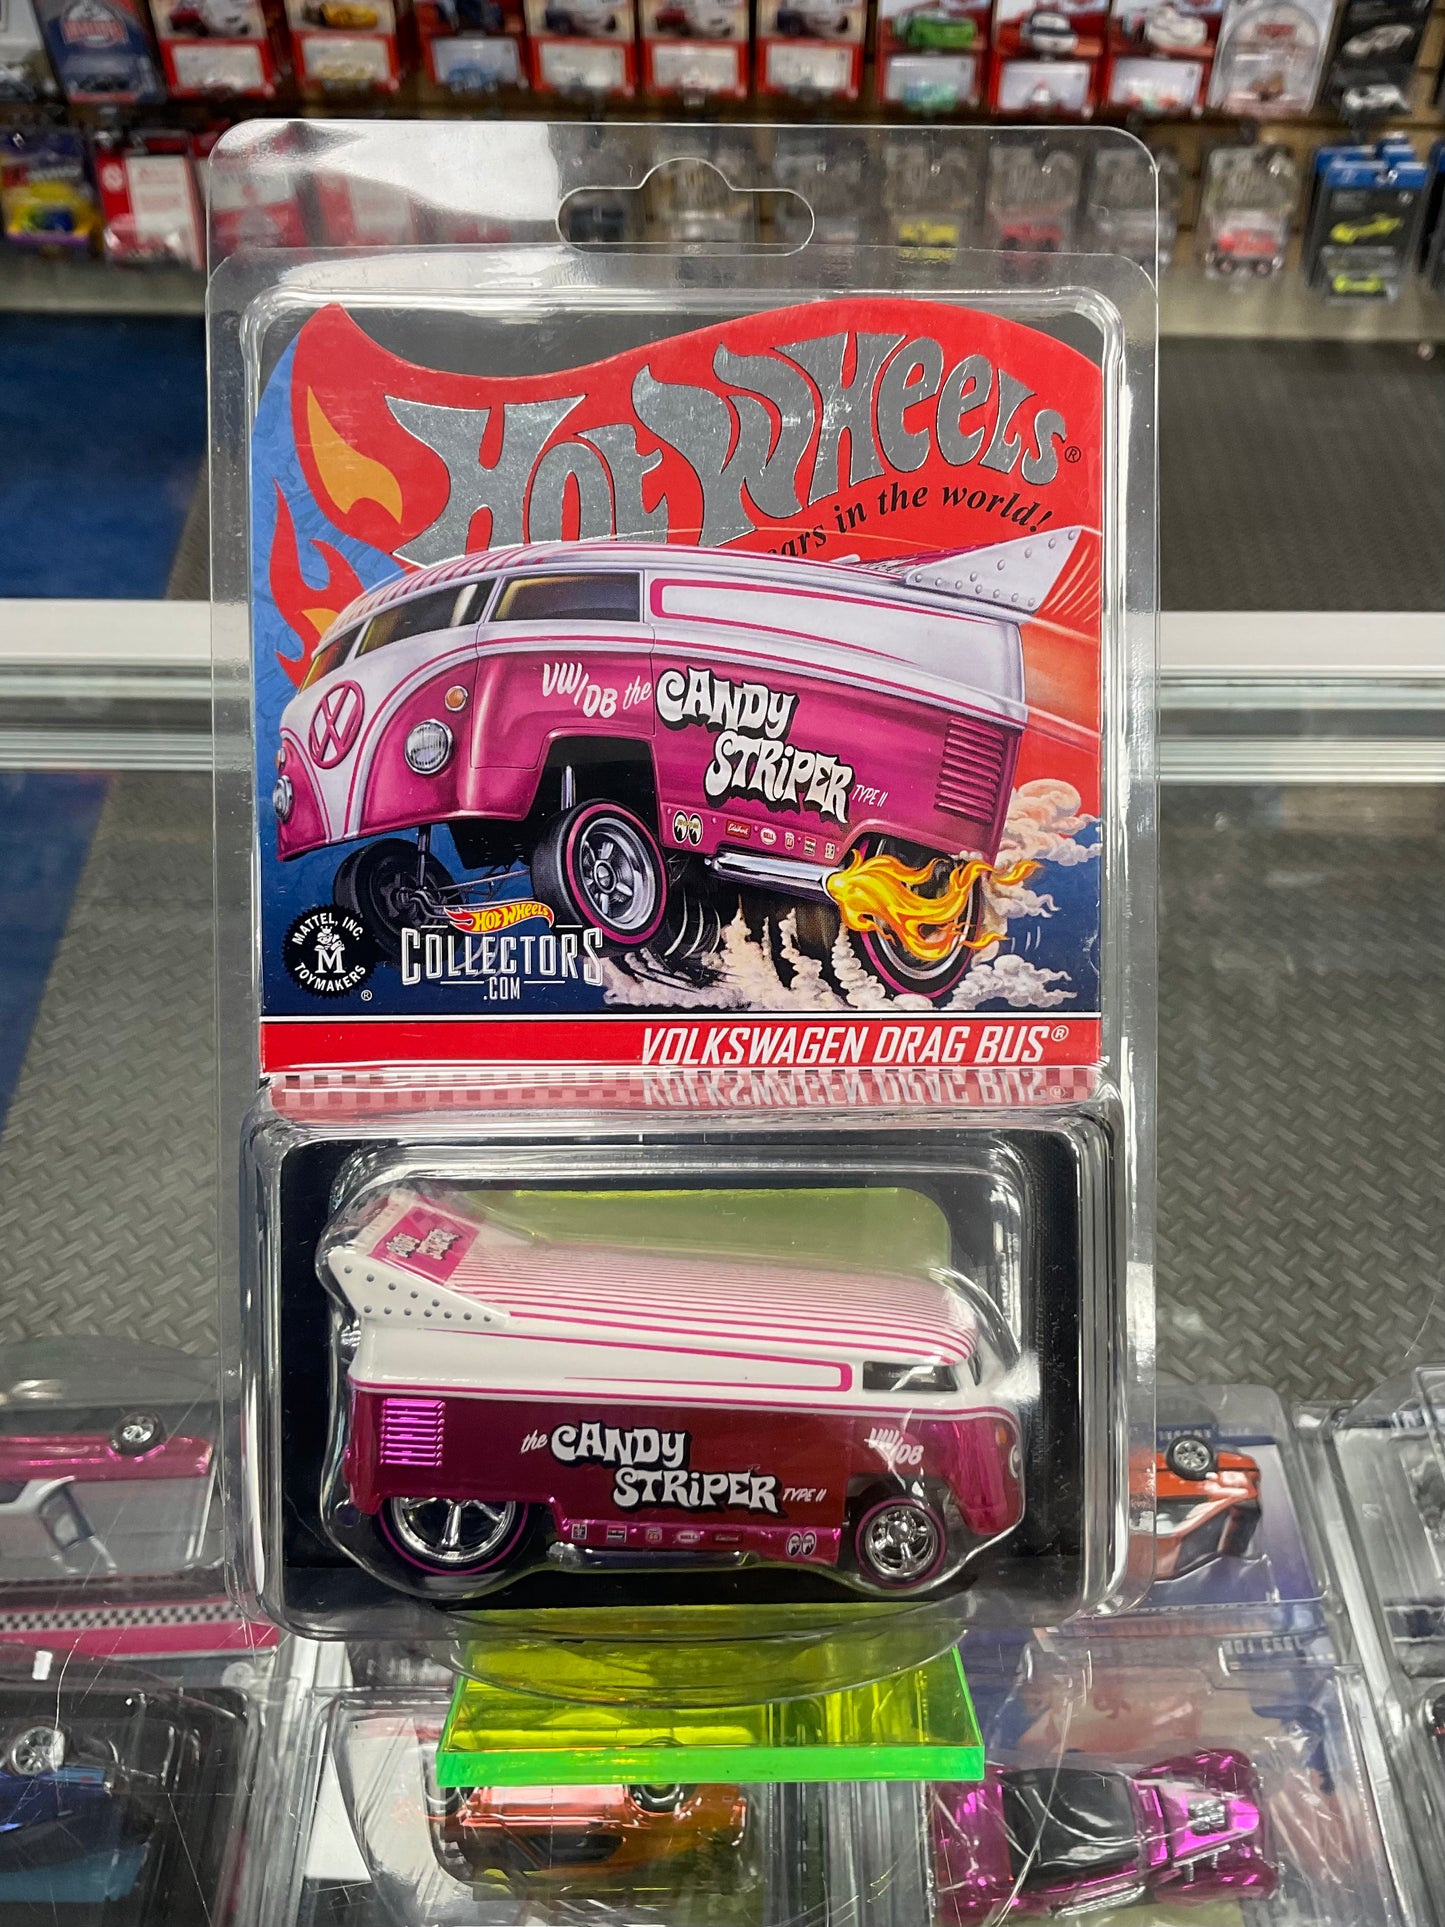 HOT WHEELS®
ars in the world!
VW/DB the CANDY
STRIPER TYPE II
MATTEL, INC.
M
TOYMAKERS ®
HOT WHEELS
COLLECTORS
.COM
VOLKSWAGEN DRAG BUS®
the CANDY
STRIPER TYPE II
VW/DB